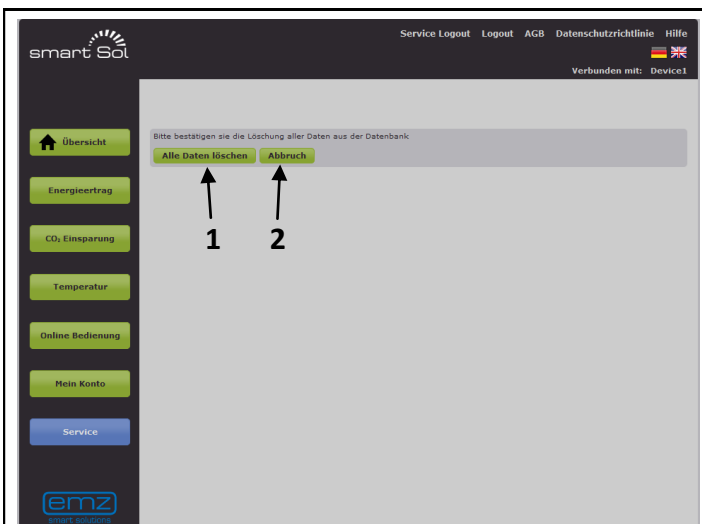 smart Sol
Service Logout Logout AGB Datenschutzrichtlinie Hilfe
Verbunden mit: Device1
Übersicht
Bitte bestätigen sie die Löschung aller Daten aus der Datenbank
Alle Daten löschen Abbruch
1 2
Energieertrag
CO₂ Einsparung
Temperatur
Online Bedienung
Mein Konto
Service
emz
smart solutions